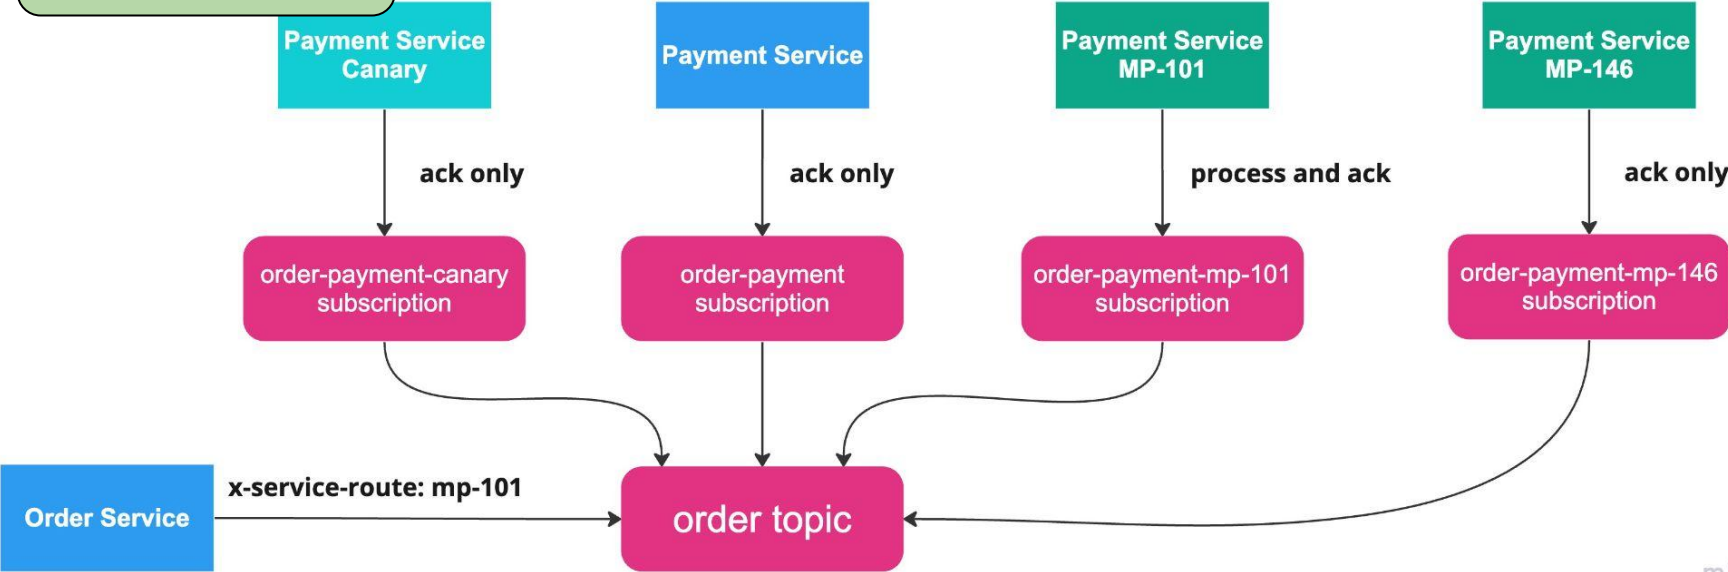 Payment Service
Canary
Payment Service
Payment Service
MP-101
Payment Service
MP-146
ack only
ack only
process and ack
ack only
order-payment-canary
subscription
order-payment
subscription
order-payment-mp-101
subscription
order-payment-mp-146
subscription
x-service-route: mp-101
Order Service
order topic